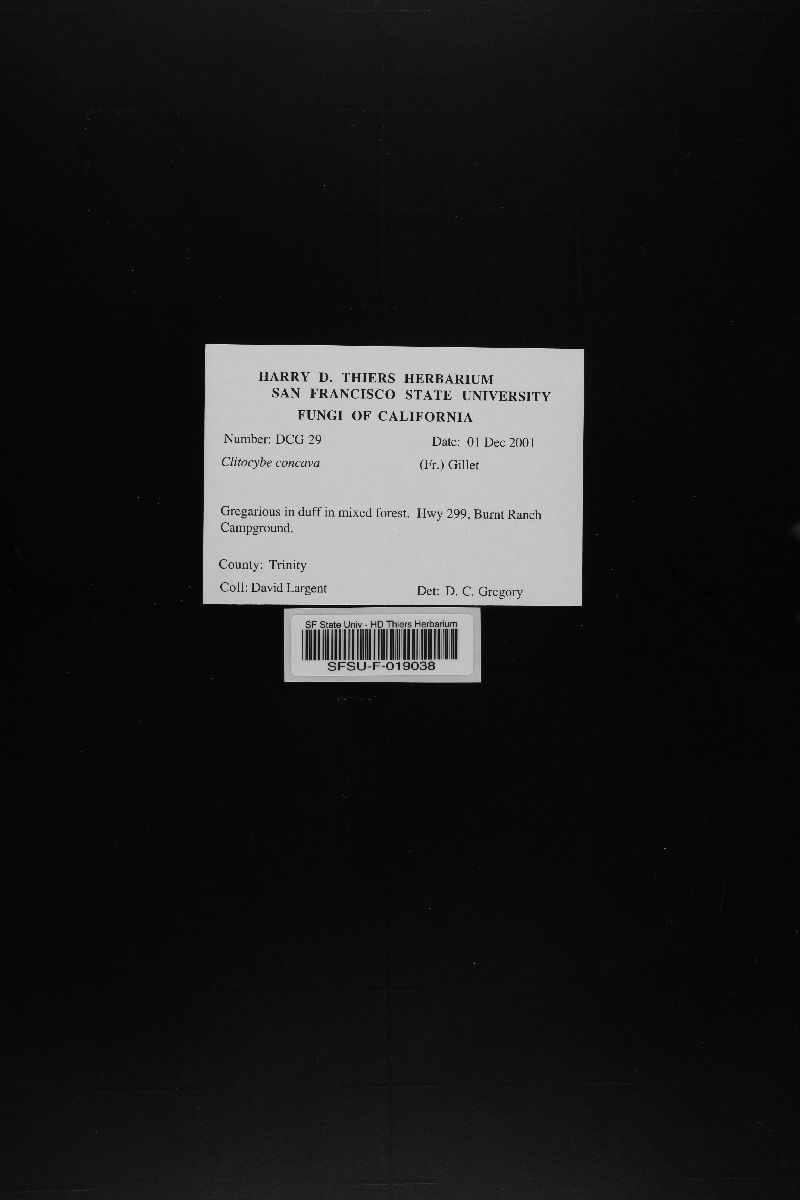 HARRY D. THIERS HERBARIUM
SAN FRANCISCO STATE UNIVERSITY
FUNGI OF CALIFORNIA
Number: DCG 29 Date: 01 Dec 2001
Clitocybe concava (Fr.) Gillet
Gregarious in duff in mixed forest. Hwy 299, Burnt Ranch
Campground.
County: Trinity
Coll: David Largent Det: D. C. Gregory
SF State Univ - HD Thiers Herbarium
SFSU-F-019038